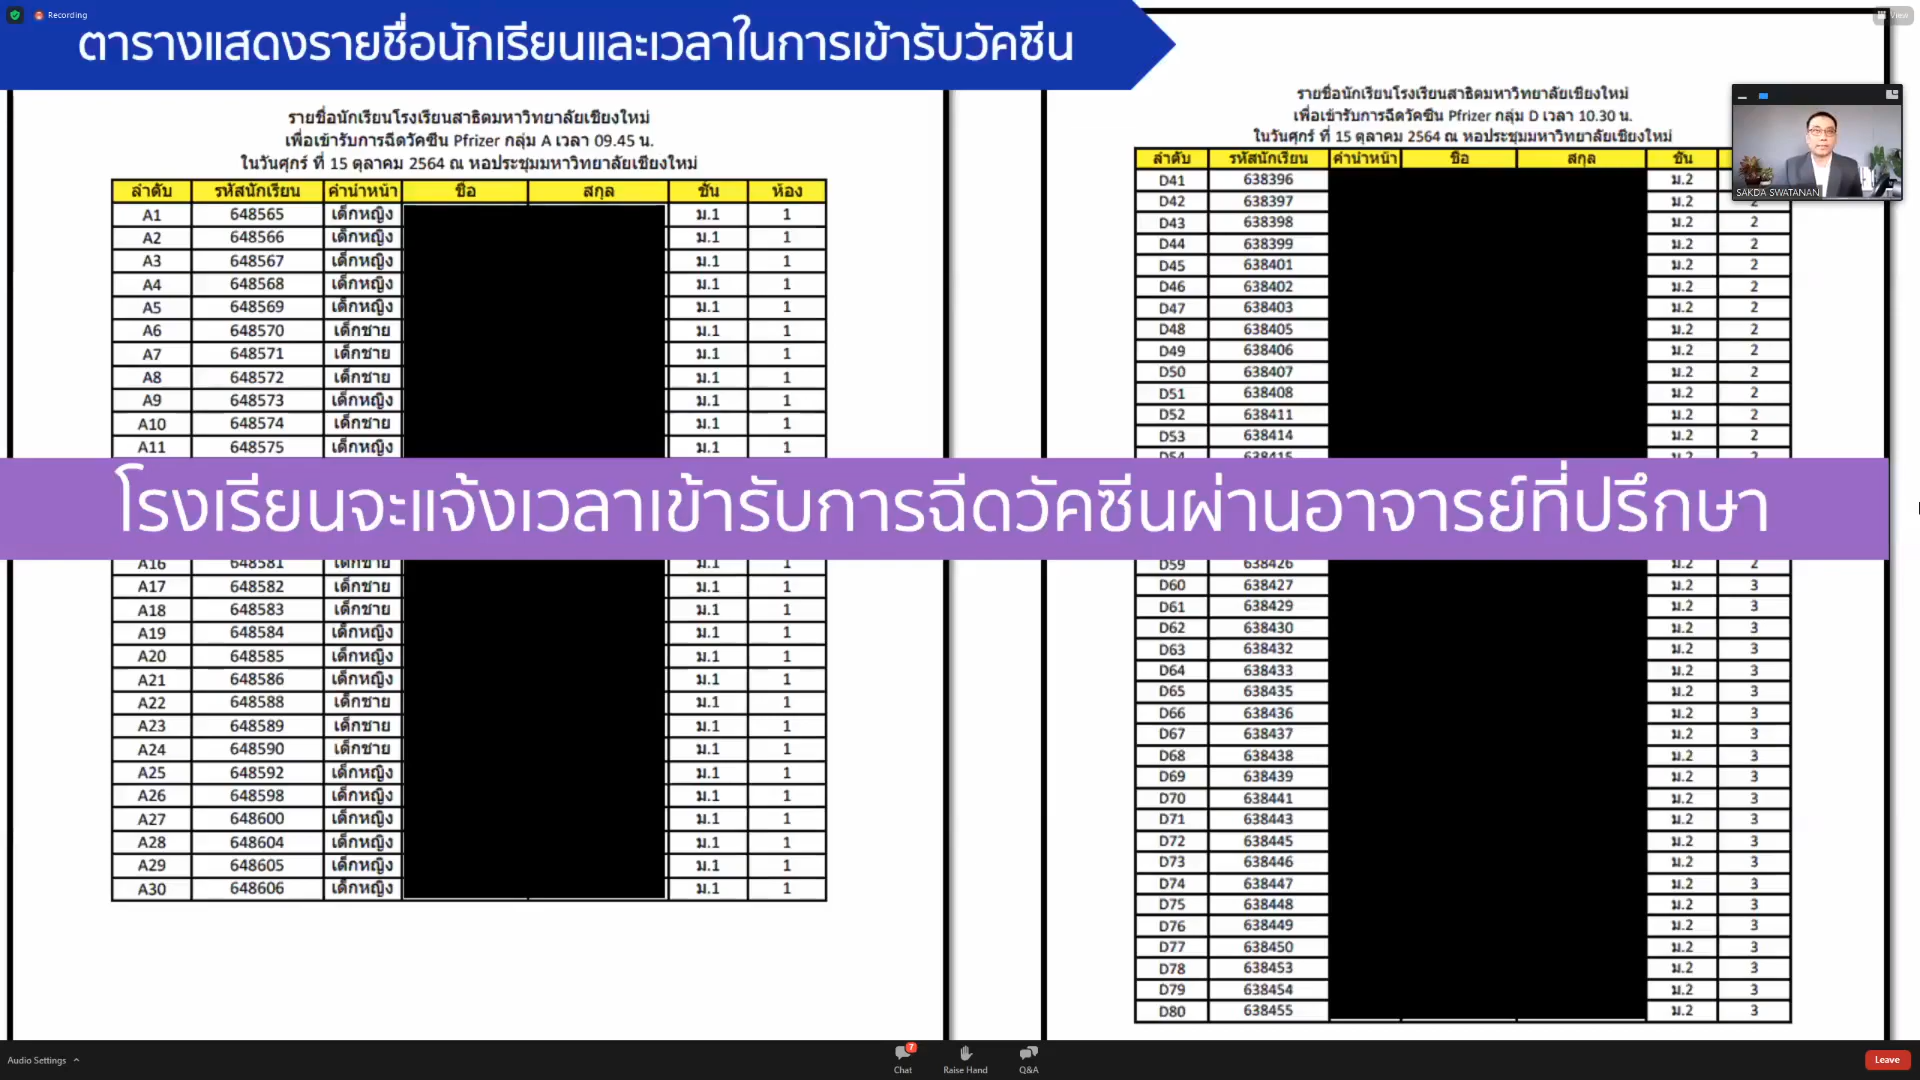 Recording
View
ตารางแสดงรายชื่อนักเรียนและเวลาในการเข้ารับวัคซีน
รายชื่อนักเรียนโรงเรียนสาธิตมหาวิทยาลัยเชียงใหม่
เพื่อเข้ารับการฉีดวัคซีน Pfrizer กลุ่ม A เวลา 09.45 น.
ในวันศุกร์ ที่ 15 ตุลาคม 2564 ณ หอประชุมมหาวิทยาลัยเชียงใหม่
ลำดับ รหัสนักเรียน คำนำหน้า ชื่อ สกุล ชั้น ห้อง
A1 648565 เด็กหญิง ม.1 1
A2 648566 เด็กหญิง ม.1 1
A3 648567 เด็กหญิง ม.1 1
A4 648568 เด็กหญิง ม.1 1
A5 648569 เด็กหญิง ม.1 1
A6 648570 เด็กชาย ม.1 1
A7 648571 เด็กชาย ม.1 1
A8 648572 เด็กชาย ม.1 1
A9 648573 เด็กหญิง ม.1 1
A10 648574 เด็กชาย ม.1 1
A11 648575 เด็กหญิง ม.1 1
โรงเรียนจะแจ้งเวลาเข้ารับการฉีดวัคซีนผ่านอาจารย์ที่ปรึกษา
A16 648581 เด็กชาย ม.1 1
A17 648582 เด็กชาย ม.1 1
A18 648583 เด็กชาย ม.1 1
A19 648584 เด็กหญิง ม.1 1
A20 648585 เด็กหญิง ม.1 1
A21 648586 เด็กหญิง ม.1 1
A22 648588 เด็กชาย ม.1 1
A23 648589 เด็กชาย ม.1 1
A24 648590 เด็กชาย ม.1 1
A25 648592 เด็กหญิง ม.1 1
A26 648598 เด็กหญิง ม.1 1
A27 648600 เด็กหญิง ม.1 1
A28 648604 เด็กหญิง ม.1 1
A29 648605 เด็กหญิง ม.1 1
A30 648606 เด็กหญิง ม.1 1
รายชื่อนักเรียนโรงเรียนสาธิตมหาวิทยาลัยเชียงใหม่
เพื่อเข้ารับการฉีดวัคซีน Pfrizer กลุ่ม D เวลา 10.30 น.
ในวันศุกร์ ที่ 15 ตุลาคม 2564 ณ หอประชุมมหาวิทยาลัยเชียงใหม่
ลำดับ รหัสนักเรียน คำนำหน้า ชื่อ สกุล ชั้น
D41 638396 ม.2
D42 638397 ม.2 2
D43 638398 ม.2 2
D44 638399 ม.2 2
D45 638401 ม.2 2
D46 638402 ม.2 2
D47 638403 ม.2 2
D48 638405 ม.2 2
D49 638406 ม.2 2
D50 638407 ม.2 2
D51 638408 ม.2 2
D52 638411 ม.2 2
D53 638414 ม.2 2
D54 638415 ม.2 2
D59 638426 ม.2 2
D60 638427 ม.2 3
D61 638429 ม.2 3
D62 638430 ม.2 3
D63 638432 ม.2 3
D64 638433 ม.2 3
D65 638435 ม.2 3
D66 638436 ม.2 3
D67 638437 ม.2 3
D68 638438 ม.2 3
D69 638439 ม.2 3
D70 638441 ม.2 3
D71 638443 ม.2 3
D72 638445 ม.2 3
D73 638446 ม.2 3
D74 638447 ม.2 3
D75 638448 ม.2 3
D76 638449 ม.2 3
D77 638450 ม.2 3
D78 638453 ม.2 3
D79 638454 ม.2 3
D80 638455 ม.2 3
SAKDA SWATANAN
Audio Settings
7
Chat
Raise Hand
Q&A
Leave